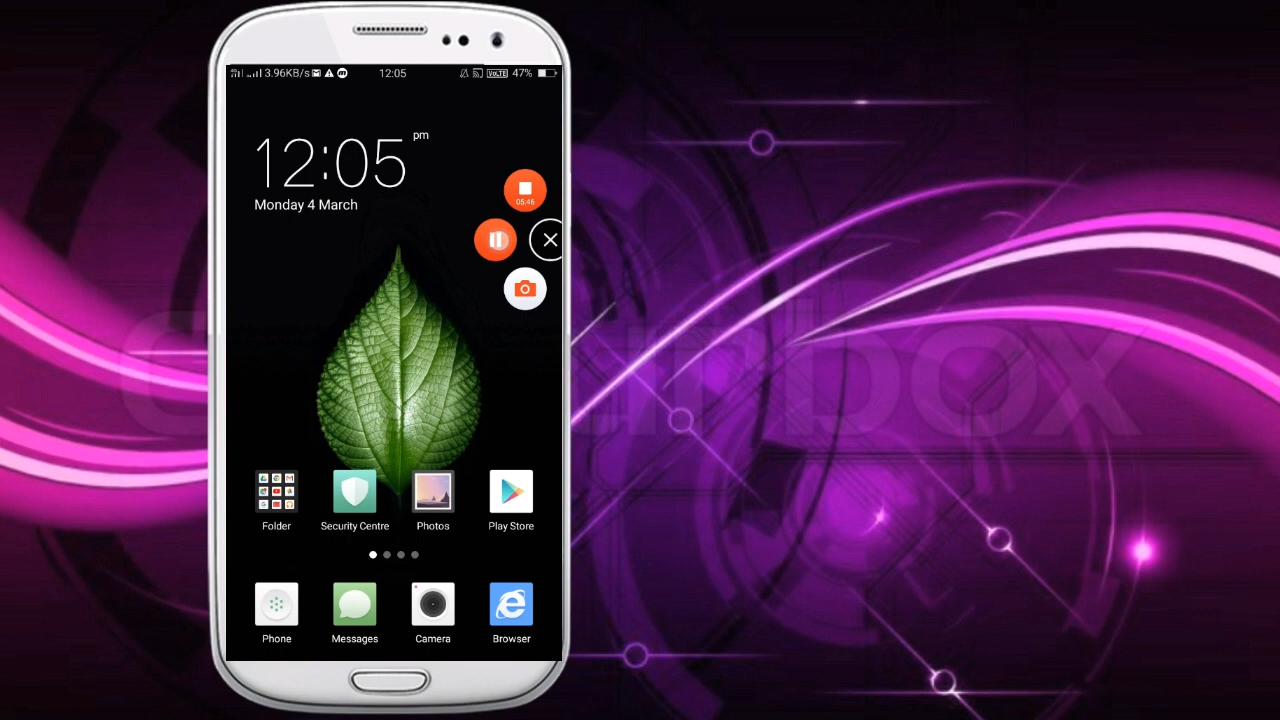 3.96KB/s 12:05 VoLTE 47%
12:05 pm
Monday 4 March
05:46
Folder Security Centre Photos Play Store
Phone Messages Camera Browser